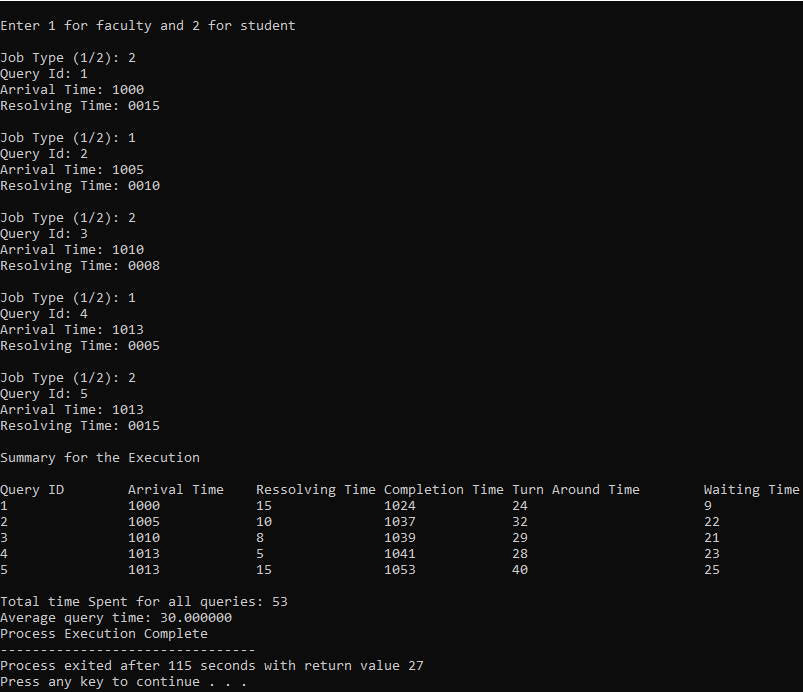 Enter 1 for faculty and 2 for student
Job Type (1/2): 2
Query Id: 1
Arrival Time: 1000
Resolving Time: 0015
Job Type (1/2): 1
Query Id: 2
Arrival Time: 1005
Resolving Time: 0010
Job Type (1/2): 2
Query Id: 3
Arrival Time: 1010
Resolving Time: 0008
Job Type (1/2): 1
Query Id: 4
Arrival Time: 1013
Resolving Time: 0005
Job Type (1/2): 2
Query Id: 5
Arrival Time: 1013
Resolving Time: 0015
Summary for the Execution
Query ID Arrival Time Ressolving Time Completion Time Turn Around Time Waiting Time
1 1000 15 1024 24 9
2 1005 10 1037 32 22
3 1010 8 1039 29 21
4 1013 5 1041 28 23
5 1013 15 1053 40 25
Total time Spent for all queries: 53
Average query time: 30.000000
Process Execution Complete
--------------------------------
Process exited after 115 seconds with return value 27
Press any key to continue . . .